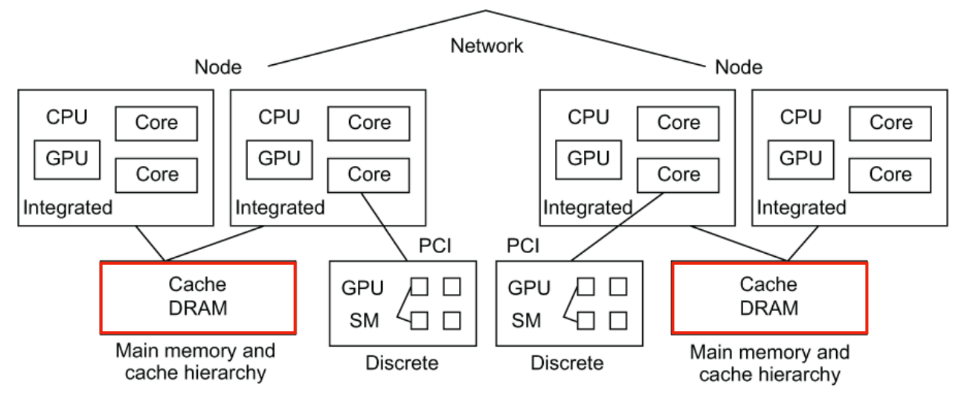 Network
Node
Node
CPU
Core
GPU
Core
Integrated
CPU
Core
GPU
Core
Integrated
CPU
Core
GPU
Core
Integrated
CPU
Core
GPU
Core
Integrated
PCI
PCI
Cache
DRAM
Main memory and
cache hierarchy
GPU
SM
Discrete
GPU
SM
Discrete
Cache
DRAM
Main memory and
cache hierarchy